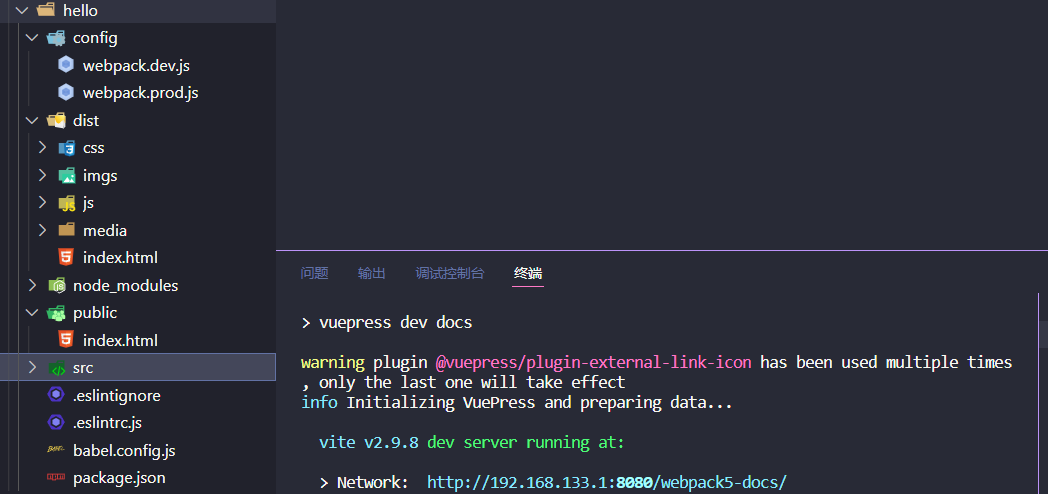 hello
config
webpack.dev.js
webpack.prod.js
dist
css
imgs
js
media
index.html
node_modules
public
index.html
src
.eslintignore
.eslintrc.js
babel.config.js
package.json
问题 输出 调试控制台 终端
> vuepress dev docs
warning plugin @vuepress/plugin-external-link-icon has been used multiple times
, only the last one will take effect
info Initializing VuePress and preparing data...
vite v2.9.8 dev server running at:
> Network: http://192.168.133.1:8080/webpack5-docs/